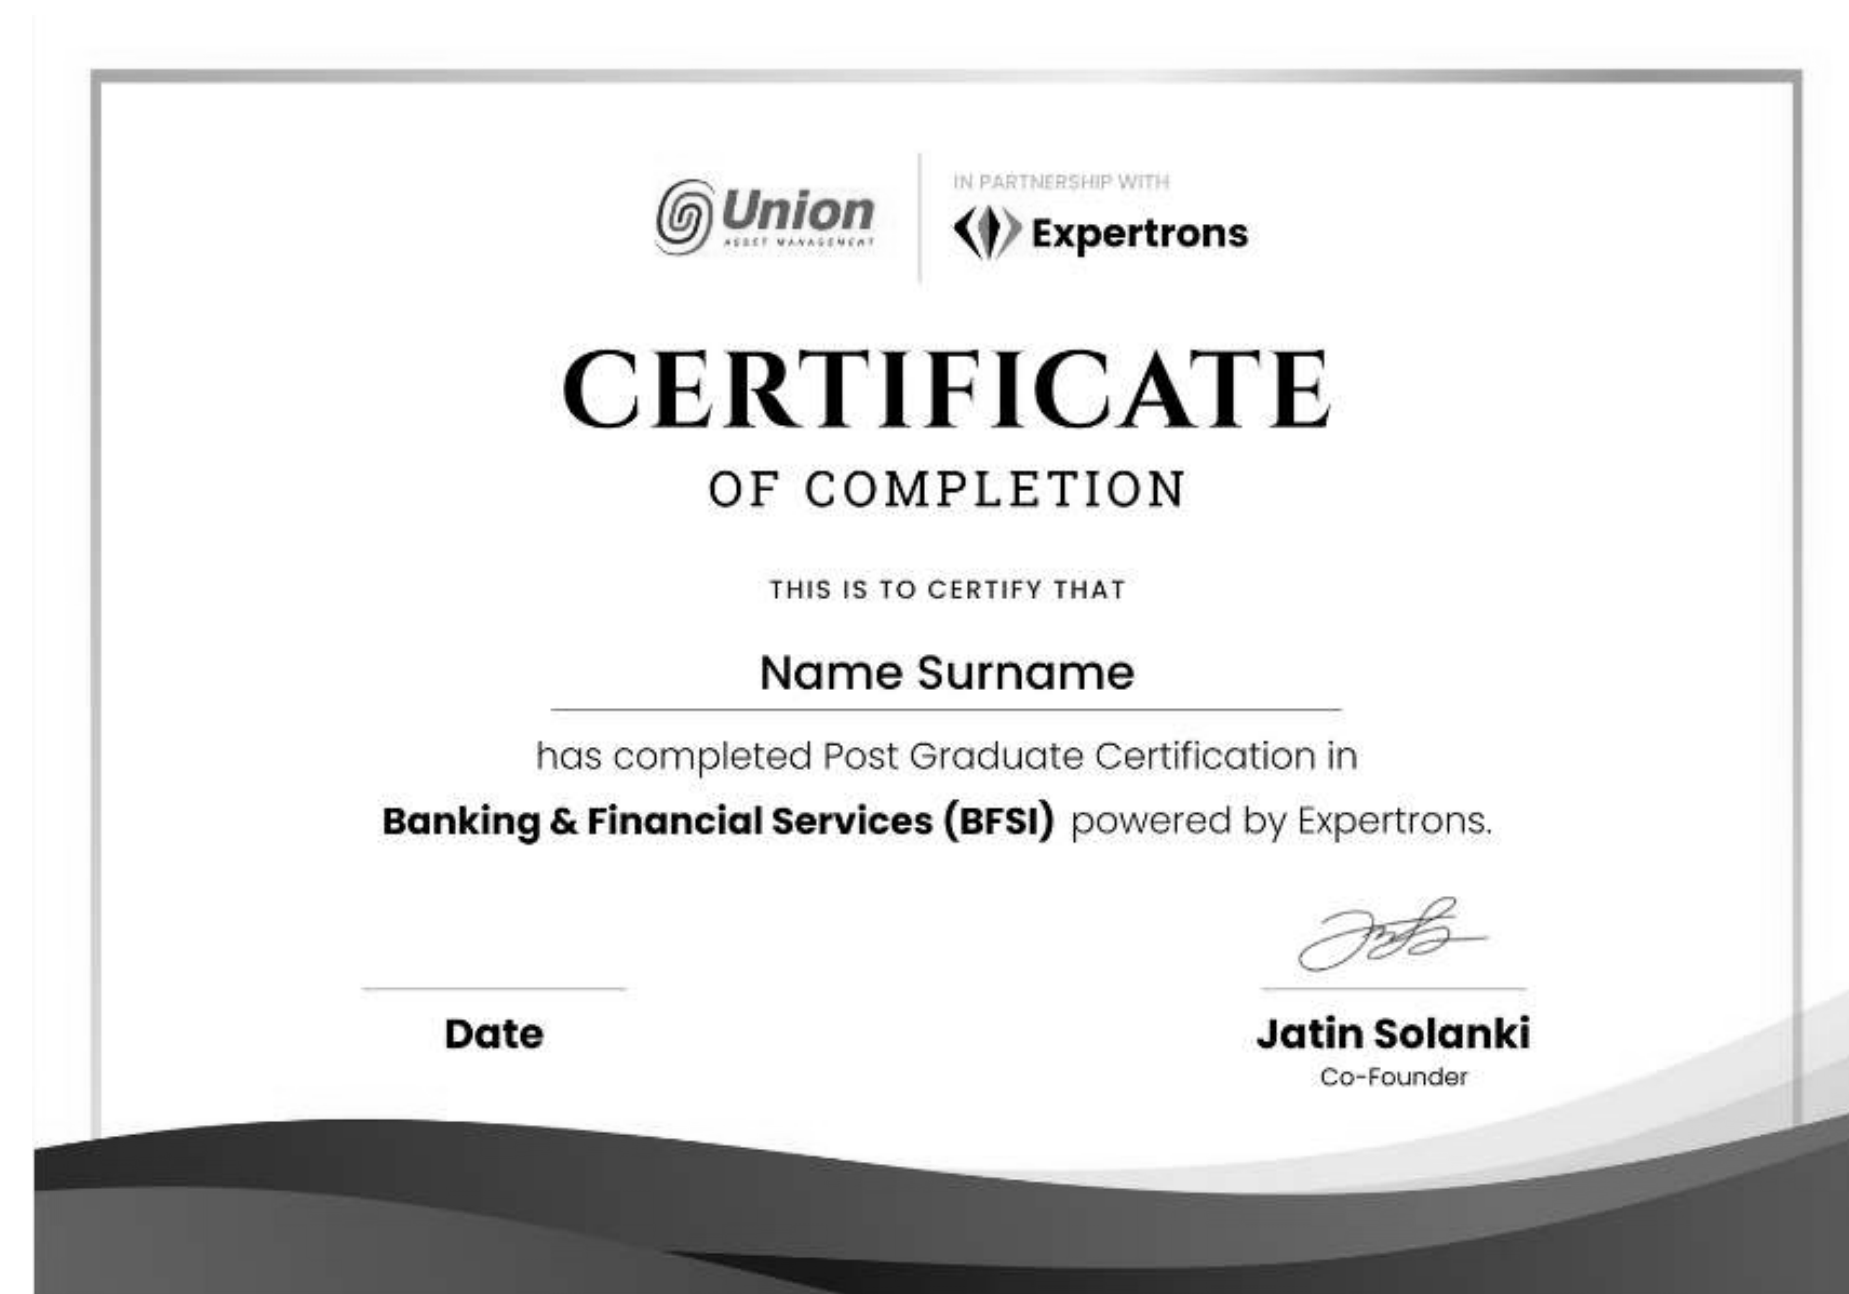 Union
ASSET MANAGEMENT
IN PARTNERSHIP WITH
Expertrons
CERTIFICATE
OF COMPLETION
THIS IS TO CERTIFY THAT
Name Surname
has completed Post Graduate Certification in
Banking & Financial Services (BFSI) powered by Expertrons.
Date
Jatin Solanki
Co-Founder